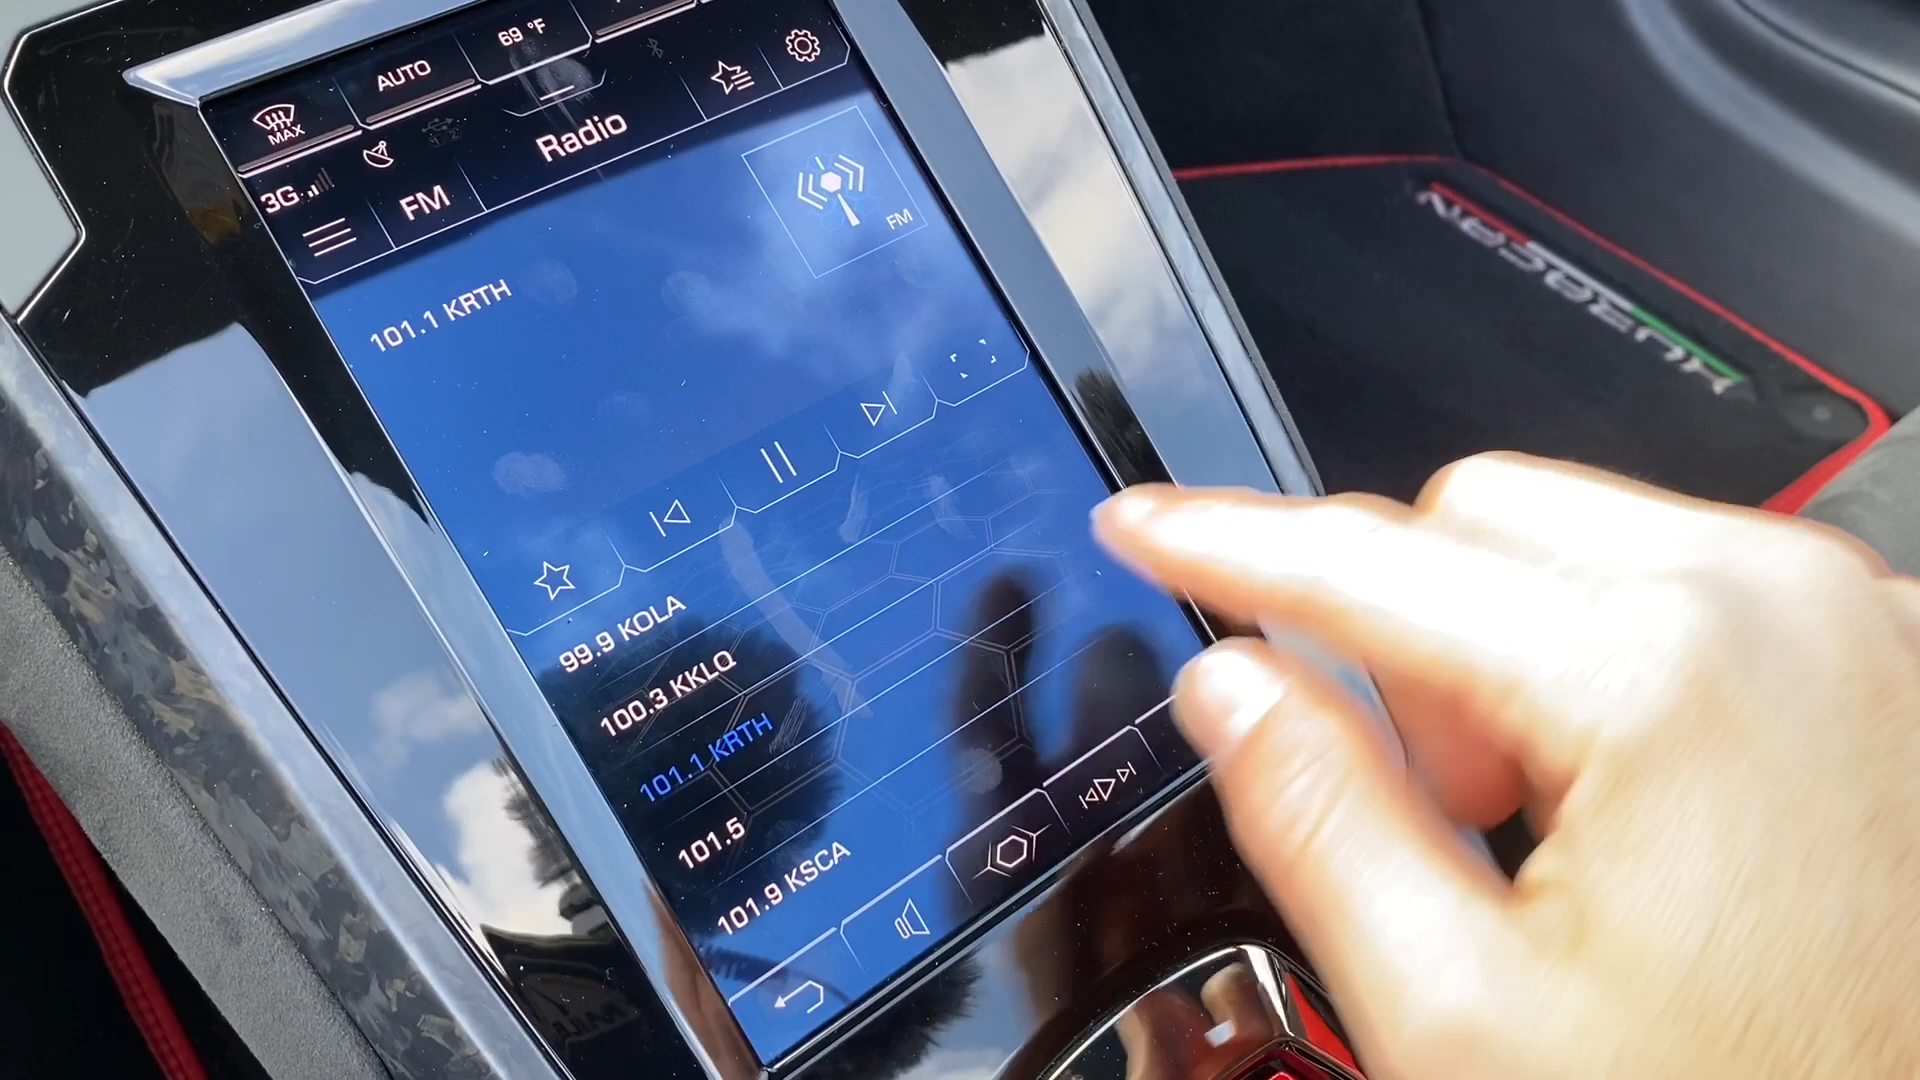 69 °F
AUTO
MAX
3G
Radio
FM
FM
101.1 KRTH
99.9 KOLA
100.3 KKLQ
101.1 KRTH
101.5
101.9 KSCA